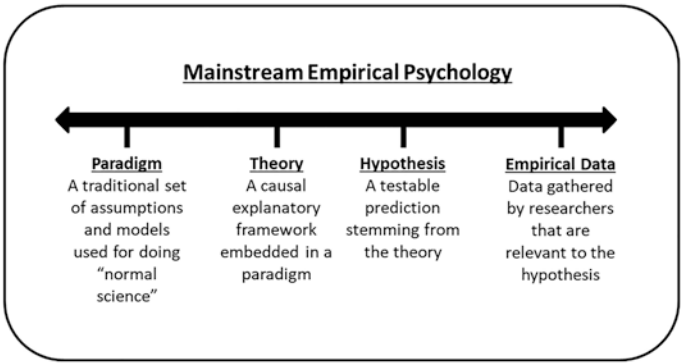 Mainstream Empirical Psychology
Paradigm
A traditional set
of assumptions
and models
used for doing
“normal
science”
Theory
A causal
explanatory
framework
embedded in a
paradigm
Hypothesis
A testable
prediction
stemming from
the theory
Empirical Data
Data gathered
by researchers
that are
relevant to the
hypothesis